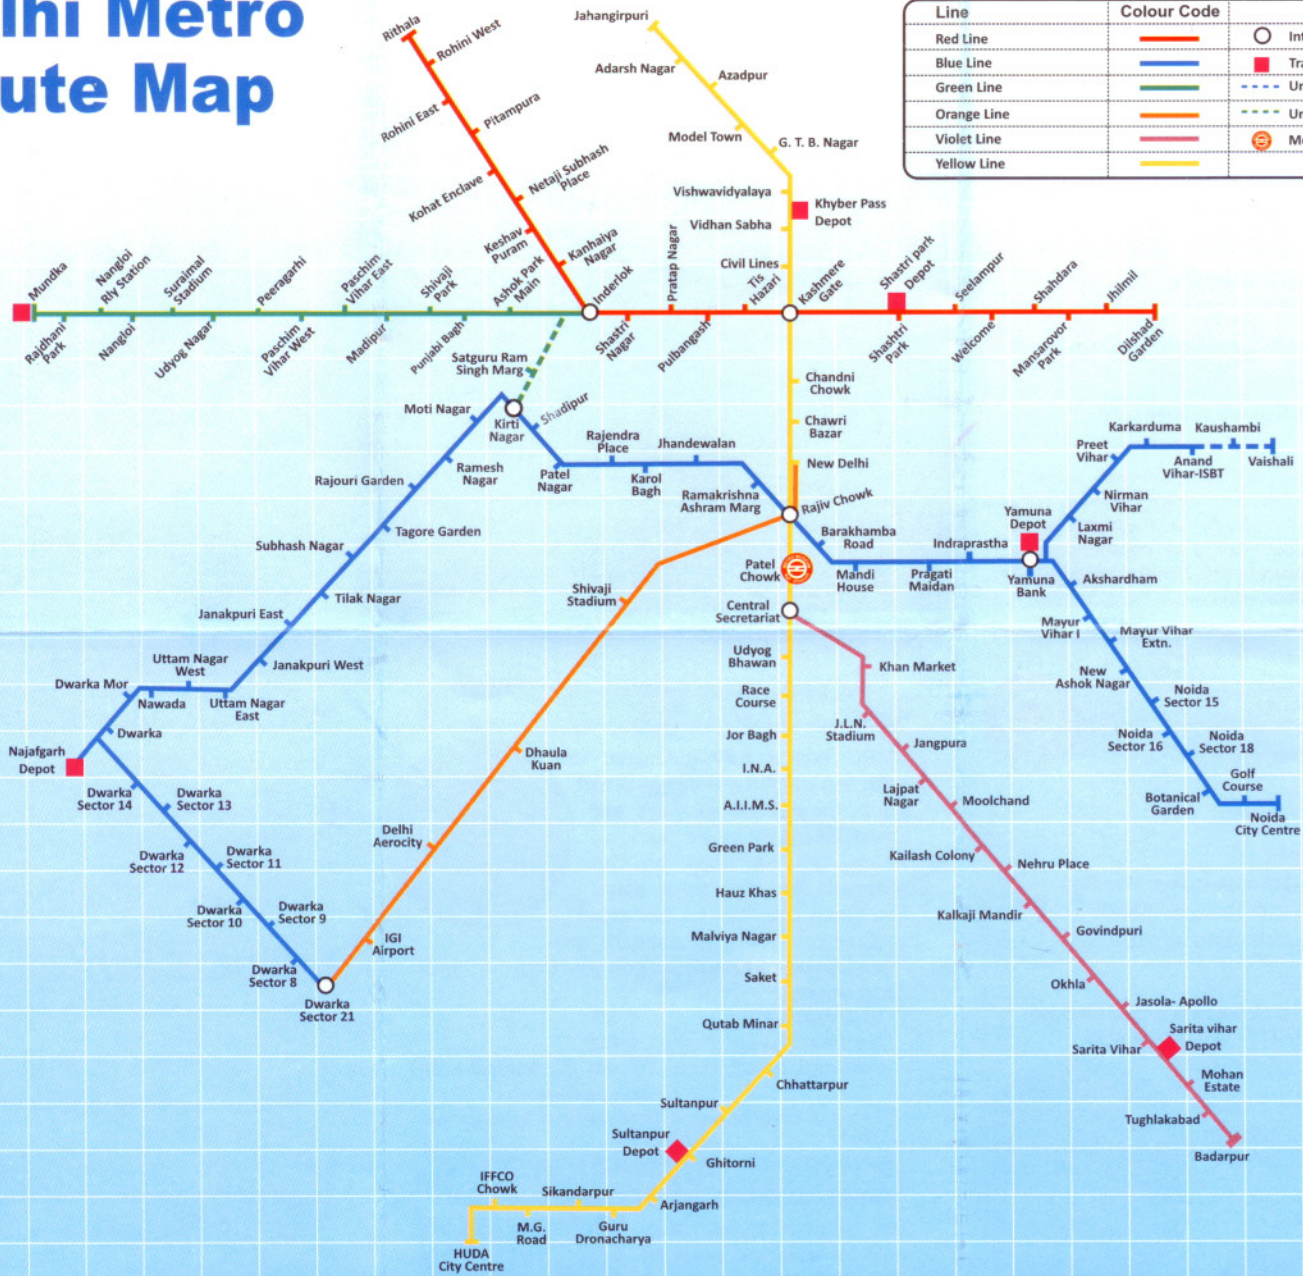 lhi Metro
ute Map
Line
Colour Code
Red Line
Int
Blue Line
Tra
Green Line
Un
Orange Line
Un
Violet Line
Me
Yellow Line
Rithala
Rohini West
Rohini East
Pitampura
Kohat Enclave
Netaji Subhash
Place
Keshav
Puram
Kanhaiya
Nagar
Inderlok
Jahangirpuri
Adarsh Nagar
Azadpur
Model Town
G. T. B. Nagar
Vishwavidyalaya
Khyber Pass
Depot
Vidhan Sabha
Civil Lines
Kashmere
Gate
Mundka
Rajdhani
Park
Nangloi
Rly Station
Nangloi
Suraimal
Stadium
Udyog Nagar
Peeragarhi
Paschim
Vihar West
Paschim
Vihar East
Madipur
Shivaji
Park
Punjabi Bagh
Ashok Park
Main
Shastri
Nagar
Pratap Nagar
Pulbangash
Tis
Hazari
Shastri park
Depot
Shashtri
Park
Seelampur
Welcome
Shahdara
Mansarovor
Park
Jhilmil
Dilshad
Garden
Satguru Ram
Singh Marg
Kirti
Nagar
Shadipur
Moti Nagar
Ramesh
Nagar
Rajouri Garden
Tagore Garden
Subhash Nagar
Tilak Nagar
Janakpuri East
Janakpuri West
Uttam Nagar
West
Uttam Nagar
East
Nawada
Dwarka Mor
Dwarka
Najafgarh
Depot
Dwarka
Sector 14
Dwarka
Sector 13
Dwarka
Sector 12
Dwarka
Sector 11
Dwarka
Sector 10
Dwarka
Sector 9
Dwarka
Sector 8
Dwarka
Sector 21
Patel
Nagar
Rajendra
Place
Karol
Bagh
Jhandewalan
Ramakrishna
Ashram Marg
Chandni
Chowk
Chawri
Bazar
New Delhi
Rajiv Chowk
Barakhamba
Road
Mandi
House
Pragati
Maidan
Indraprastha
Yamuna
Depot
Yamuna
Bank
Laxmi
Nagar
Nirman
Vihar
Preet
Vihar
Karkarduma
Anand
Vihar-ISBT
Kaushambi
Vaishali
Akshardham
Mayur
Vihar I
Mayur Vihar
Extn.
New
Ashok Nagar
Noida
Sector 15
Noida
Sector 16
Noida
Sector 18
Botanical
Garden
Golf
Course
Noida
City Centre
Shivaji
Stadium
Dhaula
Kuan
Delhi
Aerocity
IGI
Airport
Patel
Chowk
Central
Secretariat
Udyog
Bhawan
Race
Course
Jor Bagh
I.N.A.
A.I.I.M.S.
Green Park
Hauz Khas
Malviya Nagar
Saket
Qutab Minar
Chhattarpur
Sultanpur
Sultanpur
Depot
Ghitorni
Arjangarh
Guru
Dronacharya
Sikandarpur
M.G.
Road
IFFCO
Chowk
HUDA
City Centre
Khan Market
J.L.N.
Stadium
Jangpura
Lajpat
Nagar
Moolchand
Kailash Colony
Nehru Place
Kalkaji Mandir
Govindpuri
Okhla
Jasola- Apollo
Sarita Vihar
Sarita vihar
Depot
Mohan
Estate
Tughlakabad
Badarpur